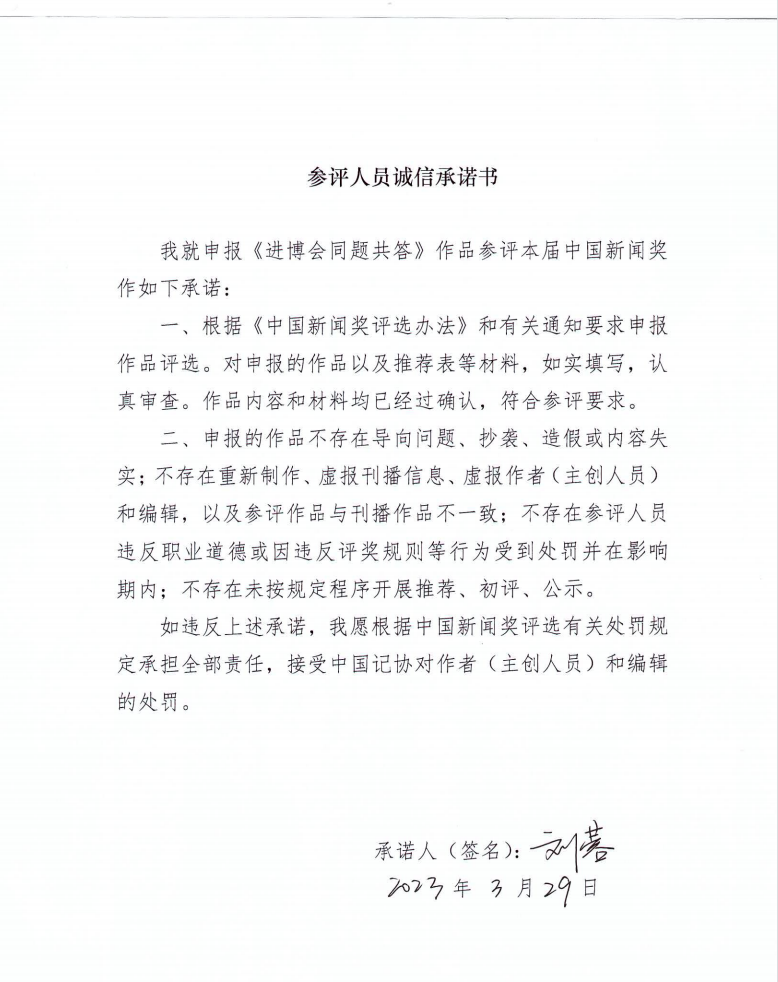 参评人员诚信承诺书
我就申报《进博会同题共答》作品参评本届中国新闻奖
作如下承诺：
一、根据《中国新闻奖评选办法》和有关通知要求申报
作品评选。对申报的作品以及推荐表等材料，如实填写，认
真审查。作品内容和材料均已经过确认，符合参评要求。
二、申报的作品不存在导向问题、抄袭、造假或内容失
实；不存在重新制作、虚报刊播信息、虚报作者（主创人员）
和编辑，以及参评作品与刊播作品不一致；不存在参评人员
违反职业道德或因违反评奖规则等行为受到处罚并在影响
期内；不存在未按规定程序开展推荐、初评、公示。
如违反上述承诺，我愿根据中国新闻奖评选有关处罚规
定承担全部责任，接受中国记协对作者（主创人员）和编辑
的处罚。
承诺人（签名）：刘
2023年3月29日